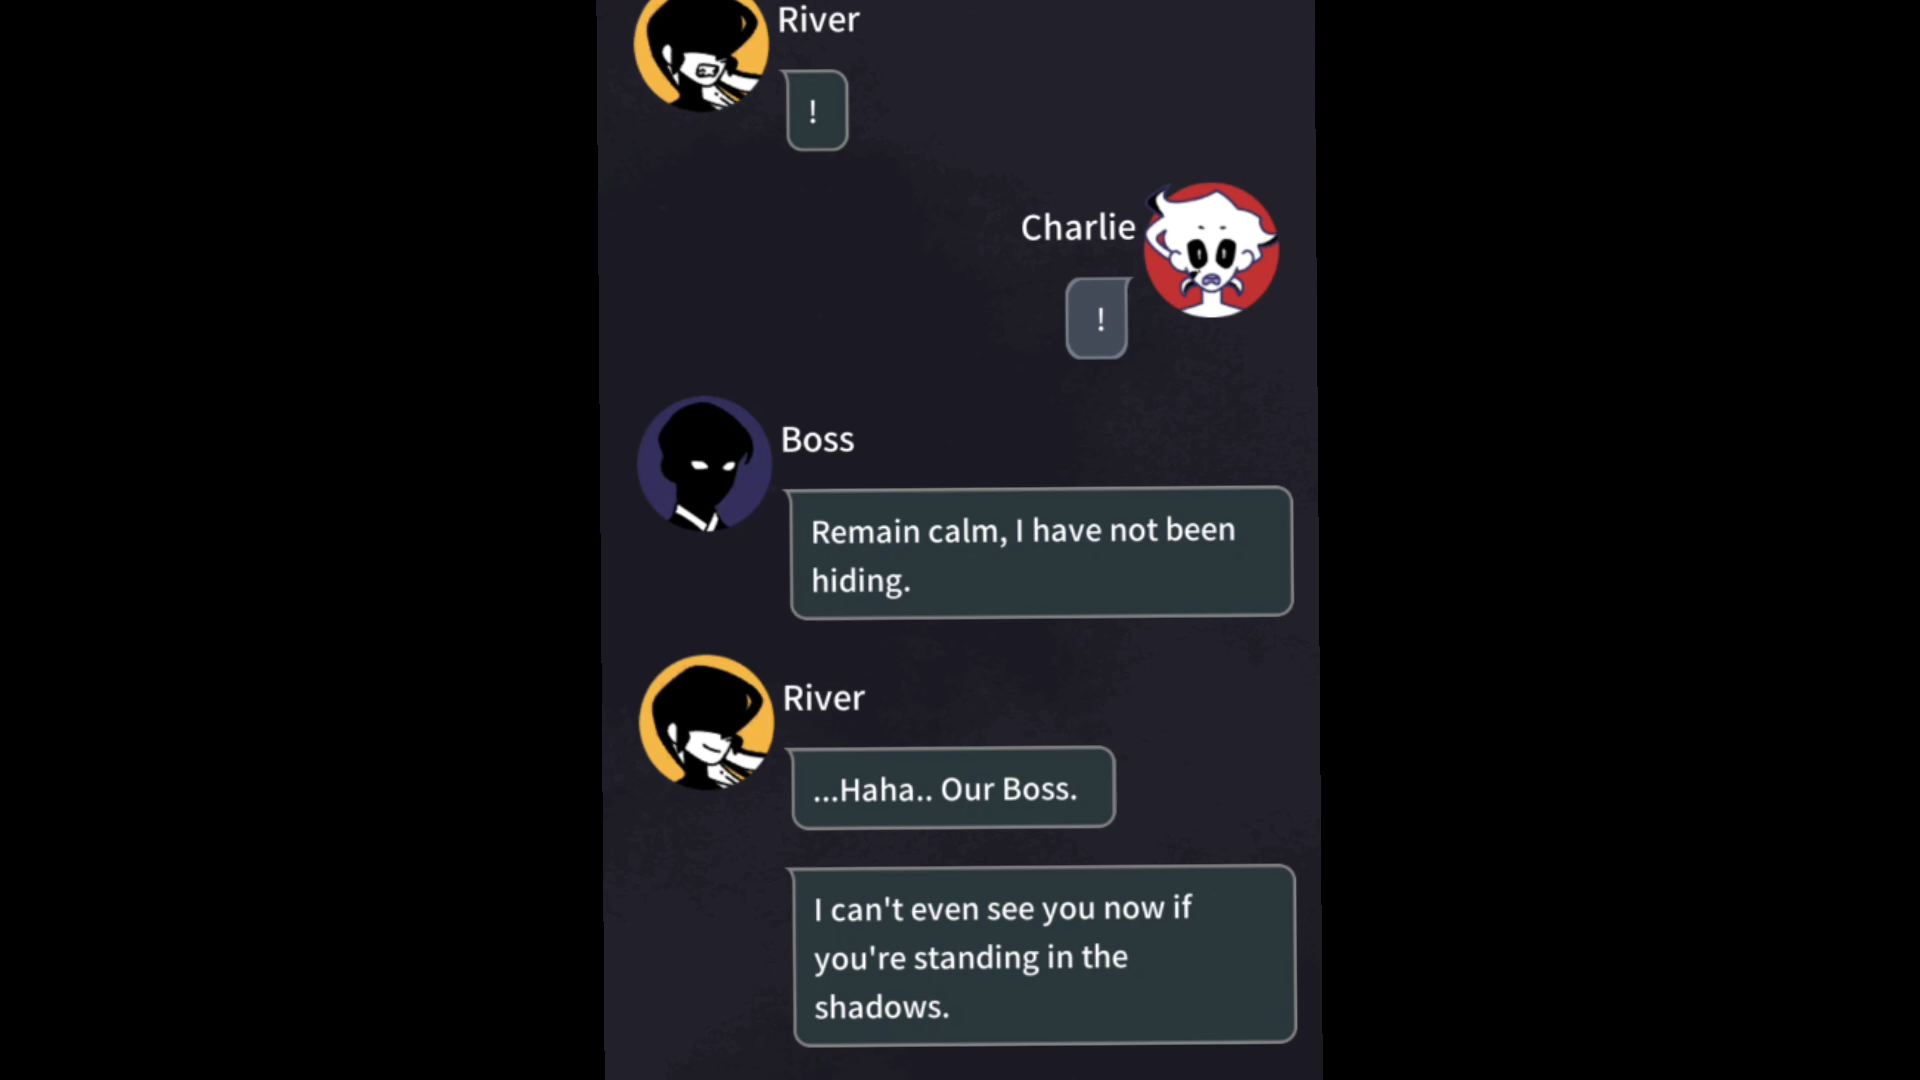 River
!
Charlie
!
Boss
Remain calm, I have not been
hiding.
River
...Haha.. Our Boss.
I can't even see you now if
you're standing in the
shadows.